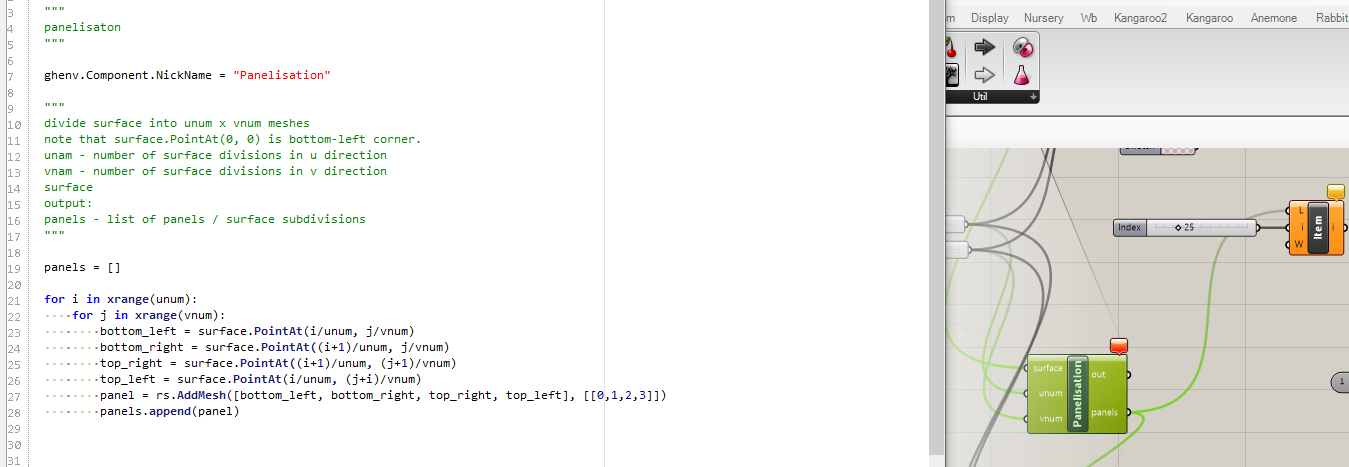 3 """
4 panelisaton
5 """
6
7 ghenv.Component.NickName = "Panelisation"
8
9 """
10 divide surface into unum x vnum meshes
11 note that surface.PointAt(0, 0) is bottom-left corner.
12 unam - number of surface divisions in u direction
13 vnam - number of surface divisions in v direction
14 surface
15 output:
16 panels - list of panels / surface subdivisions
17 """
18
19 panels = []
20
21 for i in xrange(unum):
22 for j in xrange(vnum):
23 bottom_left = surface.PointAt(i/unum, j/vnum)
24 bottom_right = surface.PointAt((i+1)/unum, j/vnum)
25 top_right = surface.PointAt((i+1)/unum, (j+1)/vnum)
26 top_left = surface.PointAt(i/unum, (j+i)/vnum)
27 panel = rs.AddMesh([bottom_left, bottom_right, top_right, top_left], [[0,1,2,3]])
28 panels.append(panel)
29
30
31
m Display Nursery Wb Kangaroo2 Kangaroo Anemone Rabbit
Util
Index 25
L
i
W
Item
i
surface
unum
vnum
Panelisation
out
panels
1